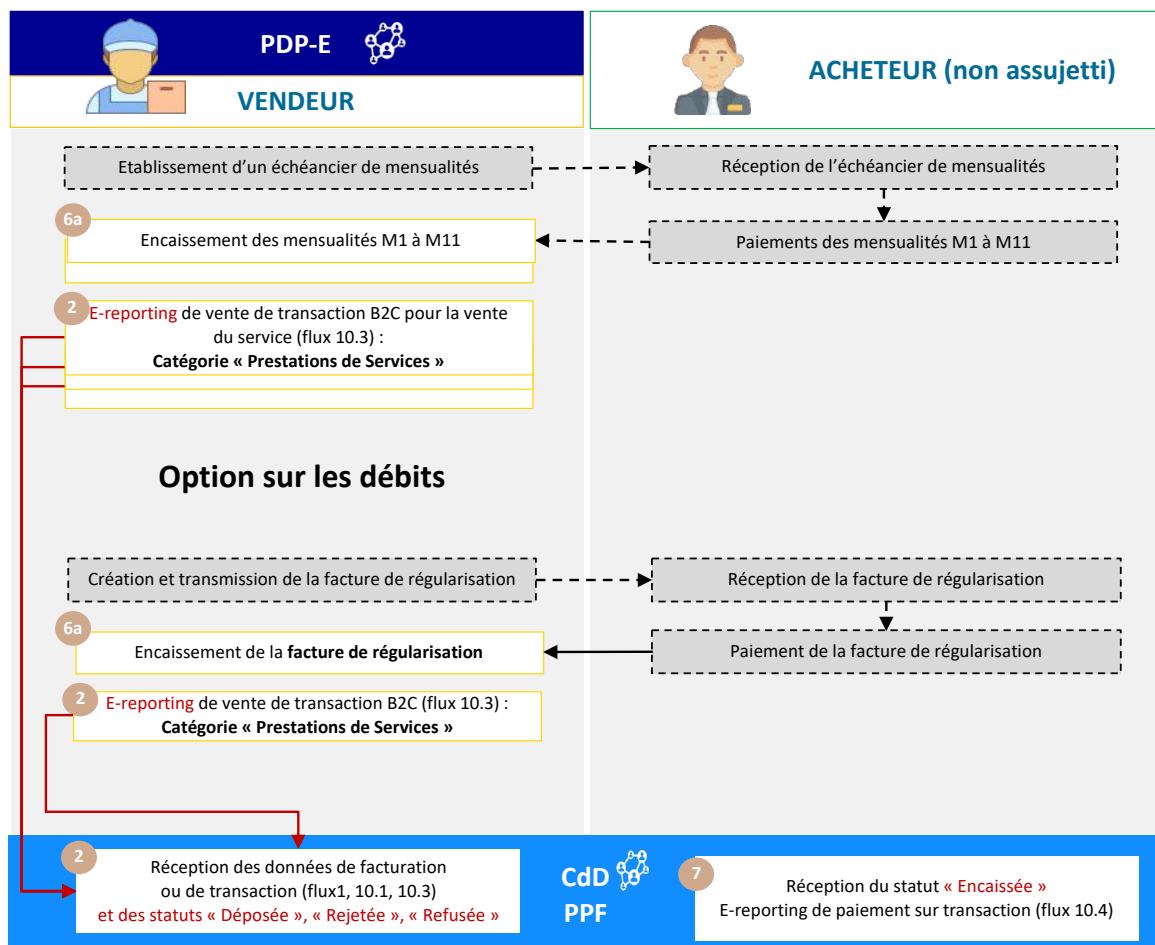 PDP-E
VENDEUR
ACHETEUR (non assujetti)
Etablissement d'un échéancier de mensualités
Réception de l'échéancier de mensualités
6a
Encaissement des mensualités M1 à M11
Paiements des mensualités M1 à M11
2
E-reporting de vente de transaction B2C pour la vente
du service (flux 10.3) :
Catégorie « Prestations de Services »
Option sur les débits
Création et transmission de la facture de régularisation
Réception de la facture de régularisation
6a
Encaissement de la facture de régularisation
Paiement de la facture de régularisation
2
E-reporting de vente de transaction B2C (flux 10.3) :
Catégorie « Prestations de Services »
2
Réception des données de facturation
ou de transaction (flux1, 10.1, 10.3)
et des statuts « Déposée », « Rejetée », « Refusée »
CdD
PPF
7
Réception du statut « Encaissée »
E-reporting de paiement sur transaction (flux 10.4)